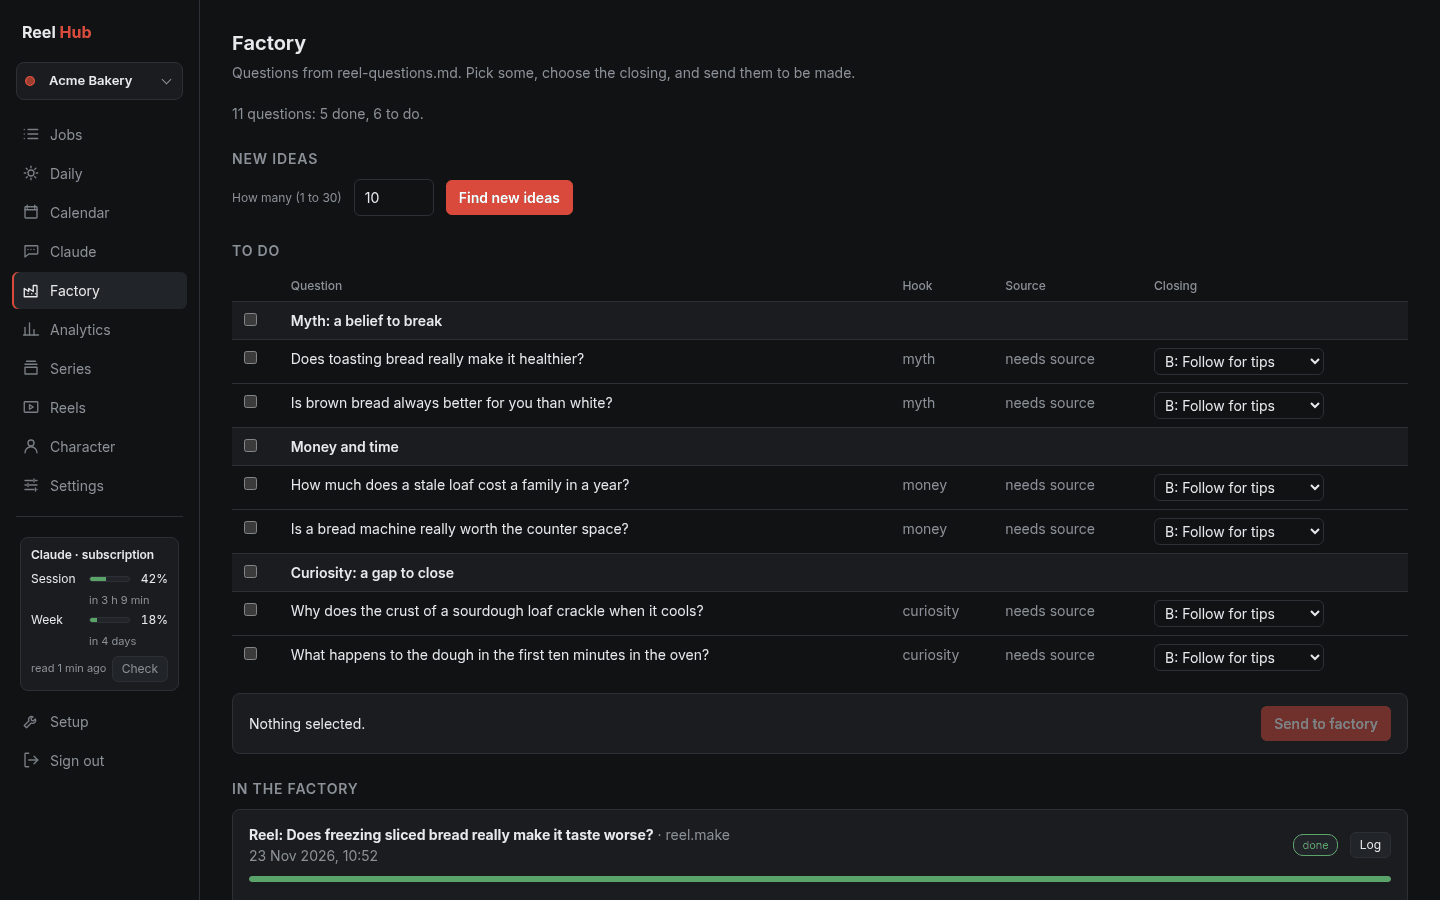 Reel Hub
Acme Bakery
Jobs
Daily
Calendar
Claude
Factory
Analytics
Series
Reels
Character
Settings
Claude · subscription
Session 42%
in 3 h 9 min
Week 18%
in 4 days
read 1 min ago Check
Setup
Sign out
Factory
Questions from reel-questions.md. Pick some, choose the closing, and send them to be made.
11 questions: 5 done, 6 to do.
NEW IDEAS
How many (1 to 30) 10 Find new ideas
TO DO
Question Hook Source Closing
Myth: a belief to break
Does toasting bread really make it healthier? myth needs source B: Follow for tips
Is brown bread always better for you than white? myth needs source B: Follow for tips
Money and time
How much does a stale loaf cost a family in a year? money needs source B: Follow for tips
Is a bread machine really worth the counter space? money needs source B: Follow for tips
Curiosity: a gap to close
Why does the crust of a sourdough loaf crackle when it cools? curiosity needs source B: Follow for tips
What happens to the dough in the first ten minutes in the oven? curiosity needs source B: Follow for tips
Nothing selected. Send to factory
IN THE FACTORY
Reel: Does freezing sliced bread really make it taste worse? · reel.make
23 Nov 2026, 10:52
done Log